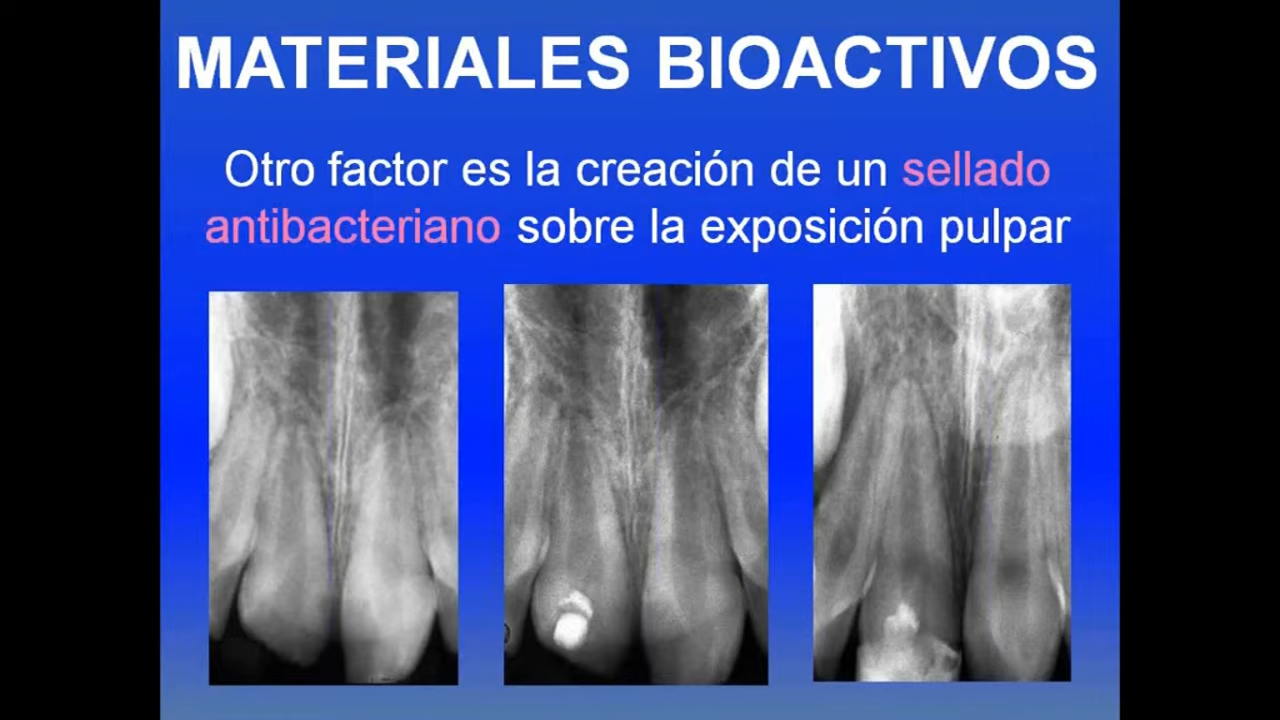 MATERIALES BIOACTIVOS
Otro factor es la creación de un sellado
antibacteriano sobre la exposición pulpar